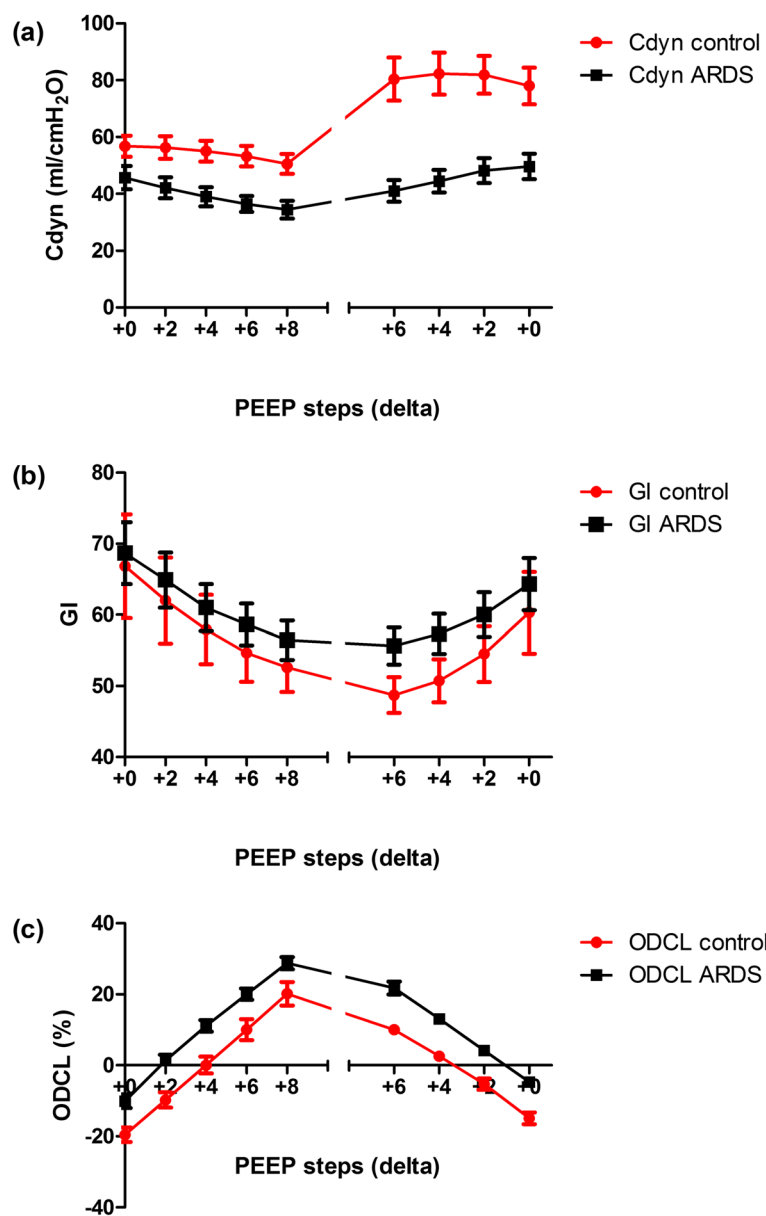 (a)
Cdyn (ml/cmH₂O)
100
80
60
40
20
0
+0 +2 +4 +6 +8 +6 +4 +2 +0
PEEP steps (delta)
Cdyn control
Cdyn ARDS
(b)
GI
80
70
60
50
40
+0 +2 +4 +6 +8 +6 +4 +2 +0
PEEP steps (delta)
GI control
GI ARDS
(c)
ODCL (%)
40
20
0
-20
-40
+0 +2 +4 +6 +8 +6 +4 +2 +0
PEEP steps (delta)
ODCL control
ODCL ARDS